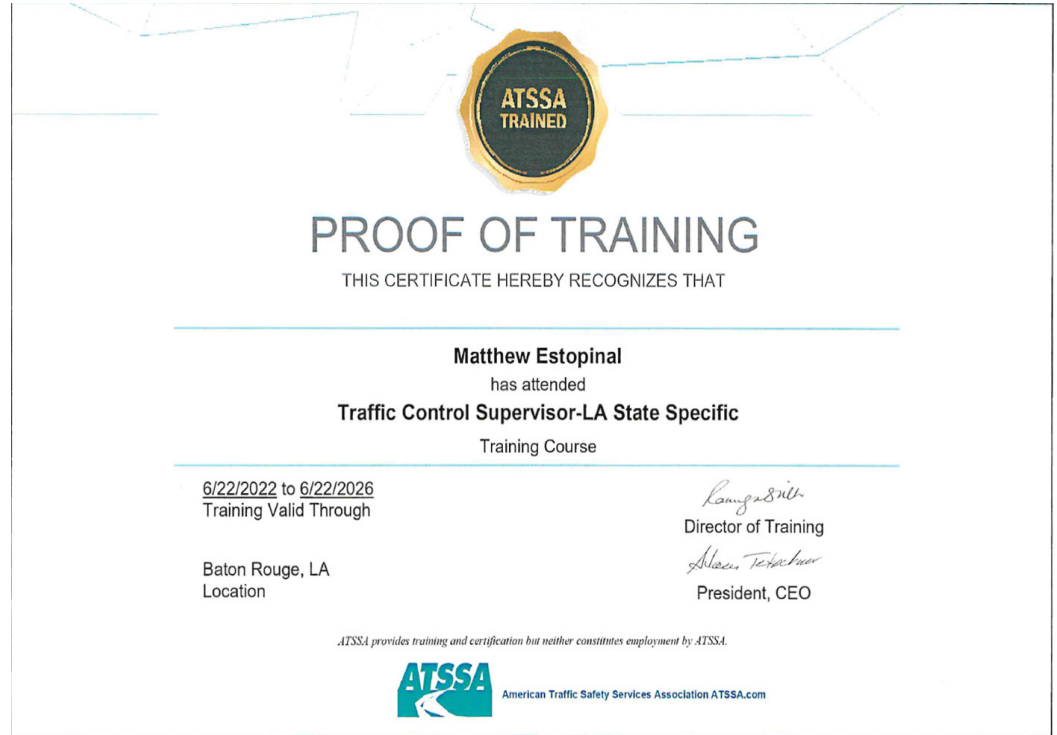 ATSSA
TRAINED
PROOF OF TRAINING
THIS CERTIFICATE HEREBY RECOGNIZES THAT
Matthew Estopinal
has attended
Traffic Control Supervisor-LA State Specific
Training Course
6/22/2022 to 6/22/2026
Training Valid Through
Director of Training
Baton Rouge, LA
Location
President, CEO
ATSSA provides training and certification but neither constitutes employment by ATSSA.
ATSSA
American Traffic Safety Services Association ATSSA.com